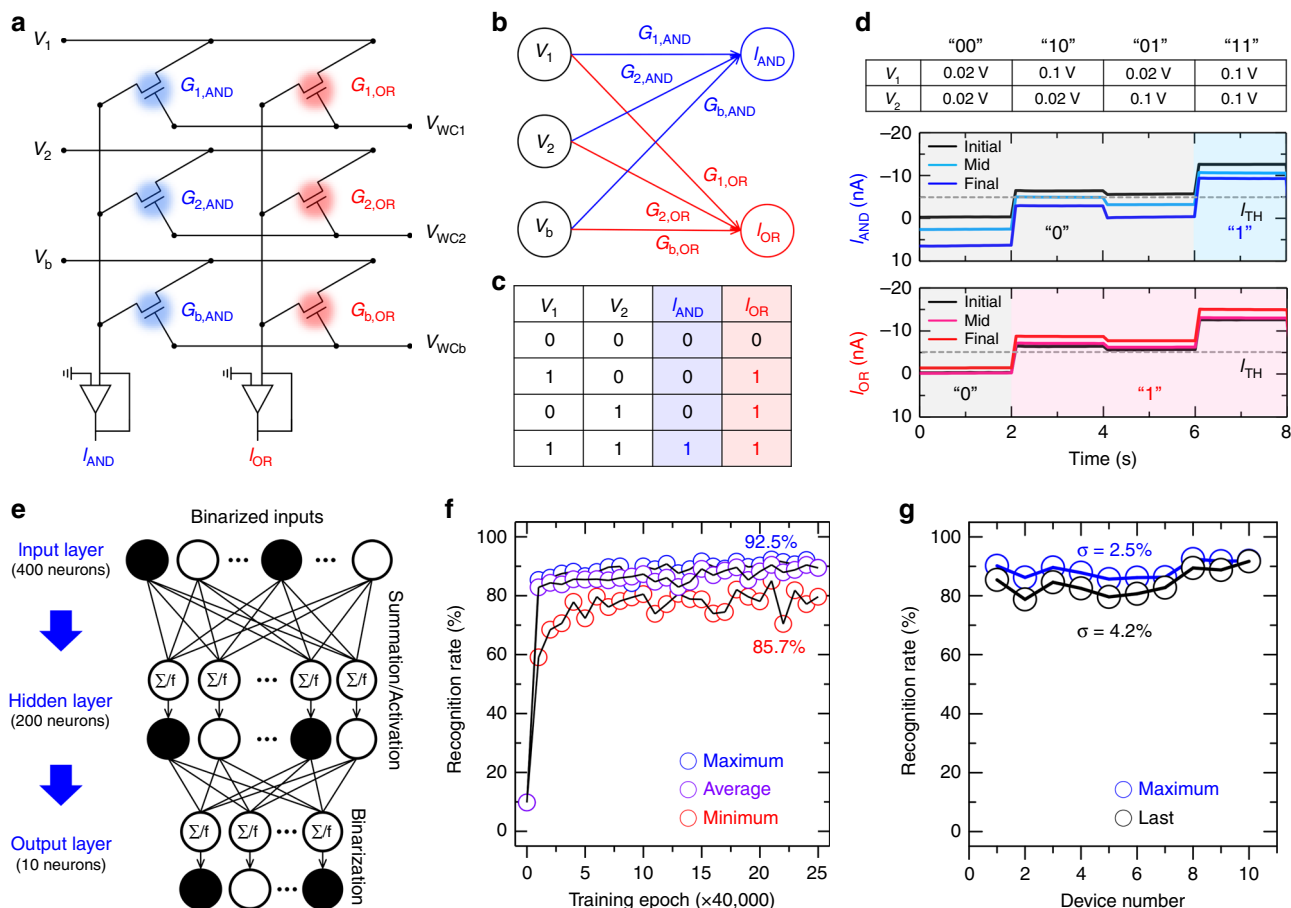 a
V1
G1,AND
G1,OR
VWC1
V2
G2,AND
G2,OR
VWC2
Vb
Gb,AND
Gb,OR
VWCb
IAND
IOR
b
V1
V2
Vb
G1,AND
G2,AND
Gb,AND
G1,OR
G2,OR
Gb,OR
IAND
IOR
c
V1 V2 IAND IOR
0 0 0 0
1 0 0 1
0 1 0 1
1 1 1 1
d
"00" "10" "01" "11"
V1 0.02 V 0.1 V 0.02 V 0.1 V
V2 0.02 V 0.02 V 0.1 V 0.1 V
−20
−10
0
10
IAND (nA)
Initial
Mid
Final
ITH
"0"
"1"
−20
−10
0
10
IOR (nA)
Initial
Mid
Final
ITH
"0"
"1"
0 2 4 6 8
Time (s)
e
Binarized inputs
Input layer
(400 neurons)
Hidden layer
(200 neurons)
Output layer
(10 neurons)
Σ/f Σ/f Σ/f Σ/f
Σ/f Σ/f Σ/f
Summation/Activation
Binarization
f
100
80
60
40
20
0
Recognition rate (%)
92.5%
85.7%
Maximum
Average
Minimum
0 5 10 15 20 25
Training epoch (×40,000)
g
100
80
60
40
20
0
Recognition rate (%)
σ = 2.5%
σ = 4.2%
Maximum
Last
0 2 4 6 8 10
Device number